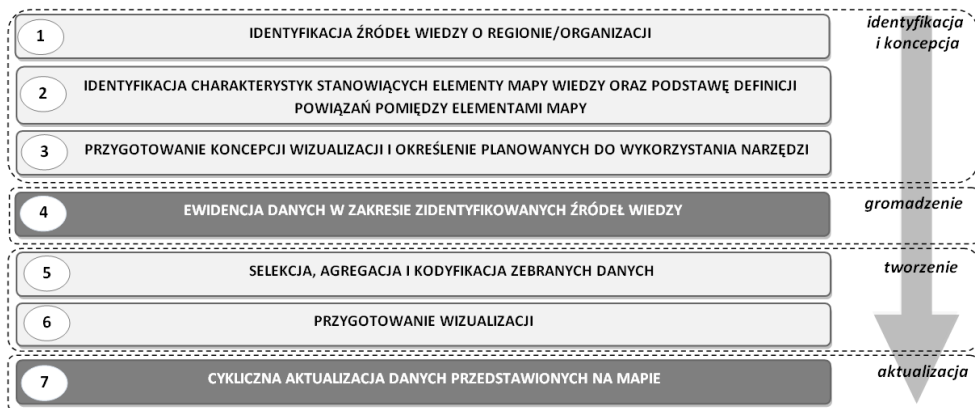 identyfikacja
i koncepcja
1
IDENTYFIKACJA ŹRÓDEŁ WIEDZY O REGIONIE/ORGANIZACJI
2
IDENTYFIKACJA CHARAKTERYSTYK STANOWIĄCYCH ELEMENTY MAPY WIEDZY ORAZ PODSTAWĘ DEFINICJI
POWIĄZAŃ POMIĘDZY ELEMENTAMI MAPY
3
PRZYGOTOWANIE KONCEPCJI WIZUALIZACJI I OKREŚLENIE PLANOWANYCH DO WYKORZYSTANIA NARZĘDZI
gromadzenie
4
EWIDENCJA DANYCH W ZAKRESIE ZIDENTYFIKOWANYCH ŹRÓDEŁ WIEDZY
tworzenie
5
SELEKCJA, AGREGACJA I KODYFIKACJA ZEBRANYCH DANYCH
6
PRZYGOTOWANIE WIZUALIZACJI
aktualizacja
7
CYKLICZNA AKTUALIZACJA DANYCH PRZEDSTAWIONYCH NA MAPIE